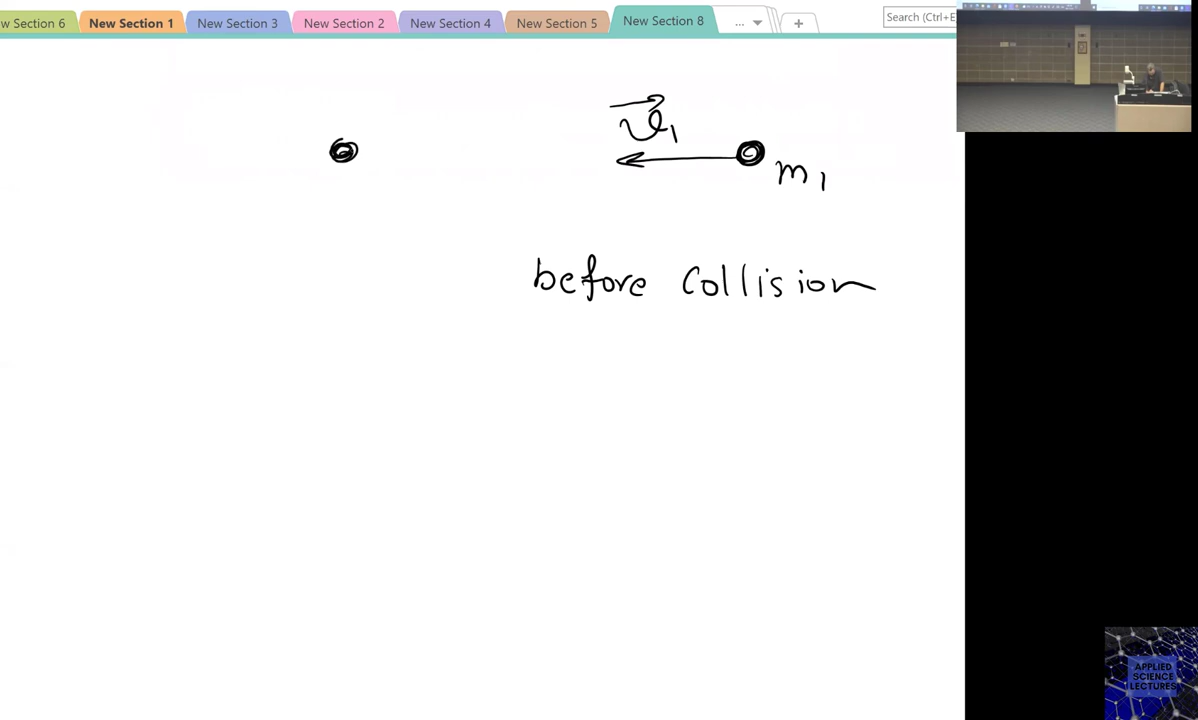 w Section 6 New Section 1 New Section 3 New Section 2 New Section 4 New Section 5 New Section 8 ... +
Search (Ctrl+E
v⃗₁
m₁
before collision
APPLIED
SCIENCE
LECTURES